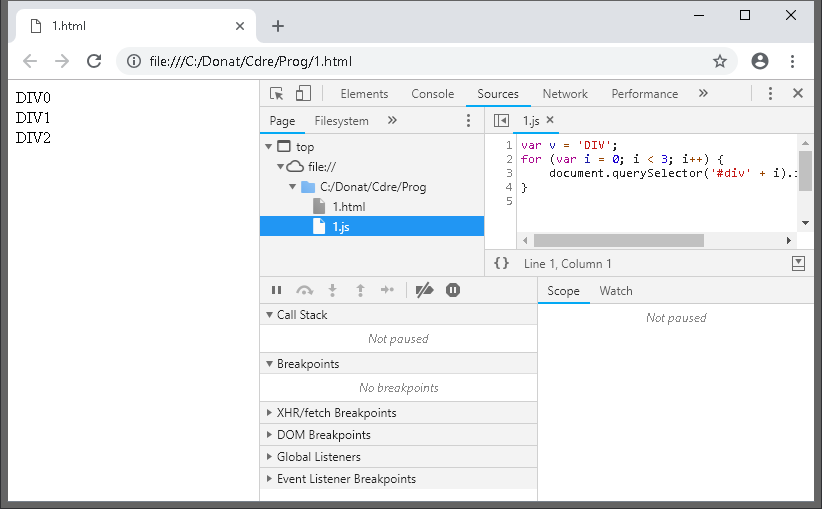 1.html
file:///C:/Donat/Cdre/Prog/1.html
DIV0
DIV1
DIV2
Elements Console Sources Network Performance »
Page Filesystem »
top
file://
C:/Donat/Cdre/Prog
1.html
1.js
1.js
1 var v = 'DIV';
2 for (var i = 0; i < 3; i++) {
3 document.querySelector('#div' + i).i
4 }
5
{} Line 1, Column 1
Call Stack
Not paused
Breakpoints
No breakpoints
XHR/fetch Breakpoints
DOM Breakpoints
Global Listeners
Event Listener Breakpoints
Scope Watch
Not paused